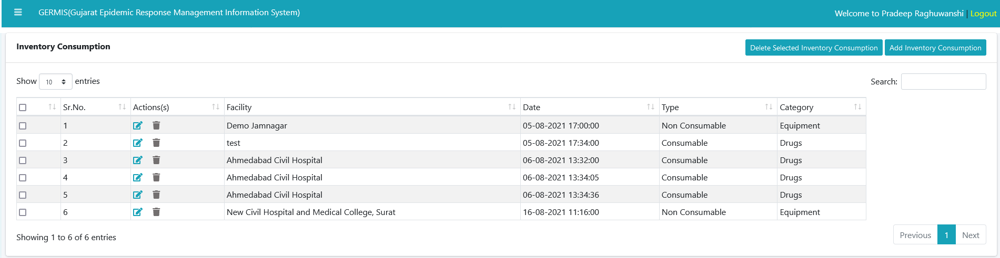 GERMIS(Gujarat Epidemic Response Management Information System)
Welcome to Pradeep Raghuwanshi | Logout
Inventory Consumption
Delete Selected Inventory Consumption
Add Inventory Consumption
Show 10 entries
Search:
Sr.No. Actions(s) Facility Date Type Category
1 Demo Jamnagar 05-08-2021 17:00:00 Non Consumable Equipment
2 test 05-08-2021 17:34:00 Consumable Drugs
3 Ahmedabad Civil Hospital 06-08-2021 13:32:00 Consumable Drugs
4 Ahmedabad Civil Hospital 06-08-2021 13:34:05 Consumable Drugs
5 Ahmedabad Civil Hospital 06-08-2021 13:34:36 Consumable Drugs
6 New Civil Hospital and Medical College, Surat 16-08-2021 11:16:00 Non Consumable Equipment
Showing 1 to 6 of 6 entries
Previous 1 Next